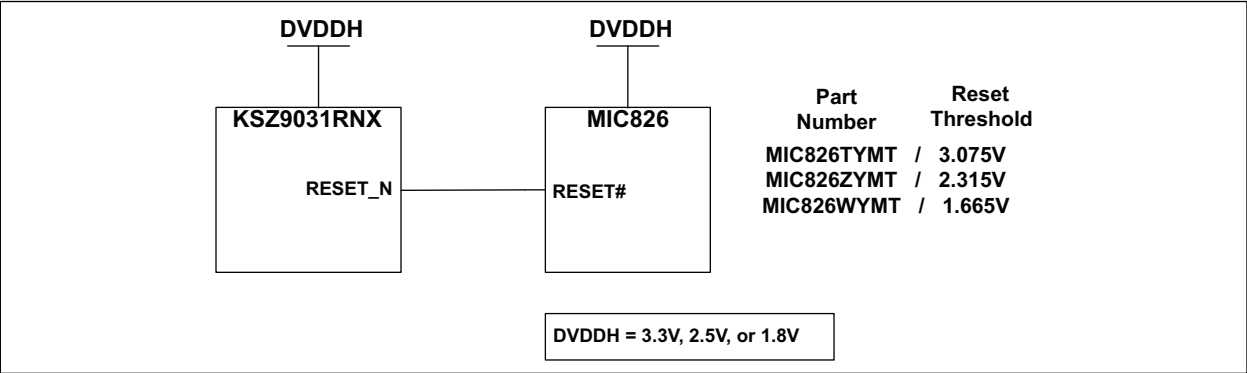 DVDDH
DVDDH
KSZ9031RNX
MIC826
RESET_N
RESET#
Part Number
Reset Threshold
MIC826TYMT / 3.075V
MIC826ZYMT / 2.315V
MIC826WYMT / 1.665V
DVDDH = 3.3V, 2.5V, or 1.8V